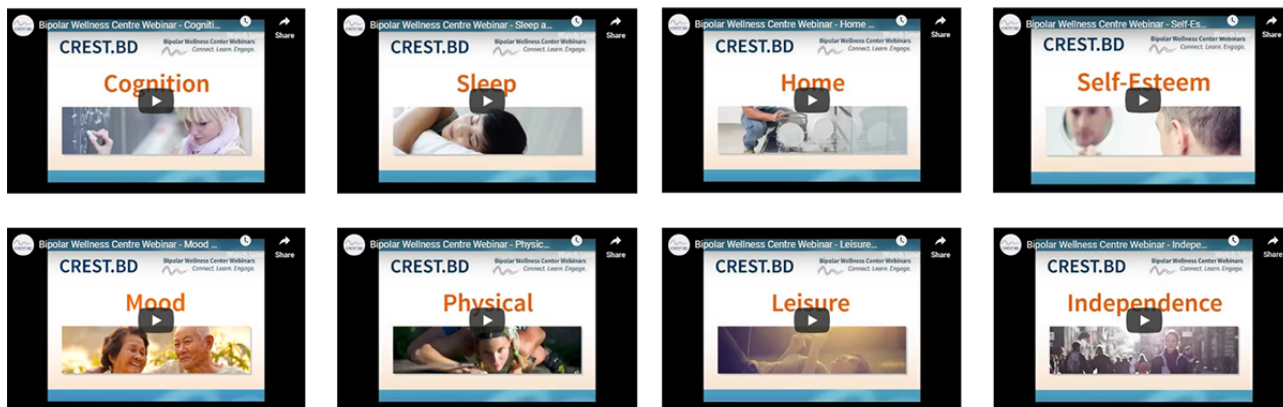 Bipolar Wellness Centre Webinar - Cogniti...
Share
CREST.BD
Bipolar Wellness Center Webinars
Connect. Learn. Engage.
Cognition
Bipolar Wellness Centre Webinar - Sleep a...
Share
CREST.BD
Bipolar Wellness Center Webinars
Connect. Learn. Engage.
Sleep
Bipolar Wellness Centre Webinar - Home ...
Share
CREST.BD
Bipolar Wellness Center Webinars
Connect. Learn. Engage.
Home
Bipolar Wellness Centre Webinar - Self-Es...
Share
CREST.BD
Bipolar Wellness Center Webinars
Connect. Learn. Engage.
Self-Esteem
CREST.BD
Bipolar Wellness Centre Webinar - Mood ...
Share
CREST.BD
Bipolar Wellness Center Webinars
Connect. Learn. Engage.
Mood
CREST.BD
Bipolar Wellness Centre Webinar - Physic...
Share
CREST.BD
Bipolar Wellness Center Webinars
Connect. Learn. Engage.
Physical
CREST.BD
Bipolar Wellness Centre Webinar - Leisure...
Share
CREST.BD
Bipolar Wellness Center Webinars
Connect. Learn. Engage.
Leisure
Bipolar Wellness Centre Webinar - Indepe...
Share
CREST.BD
Bipolar Wellness Center Webinars
Connect. Learn. Engage.
Independence